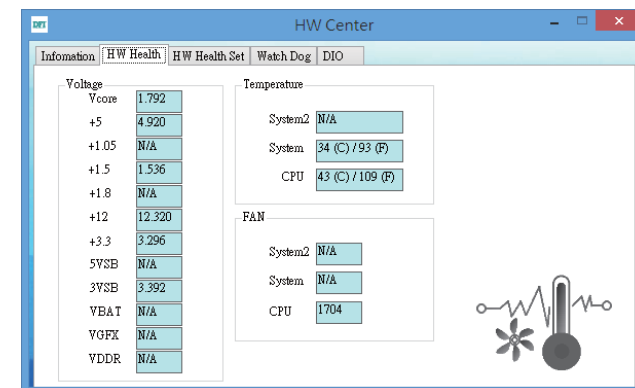 DFI
HW Center
Infomation HW Health HW Health Set Watch Dog DIO
Voltage
Vcore 1.792
+5 4.920
+1.05 N/A
+1.5 1.536
+1.8 N/A
+12 12.320
+3.3 3.296
5VSB N/A
3VSB 3.392
VBAT N/A
VGFX N/A
VDDR N/A
Temperature
System2 N/A
System 34 (C) / 93 (F)
CPU 43 (C) / 109 (F)
FAN
System2 N/A
System N/A
CPU 1704